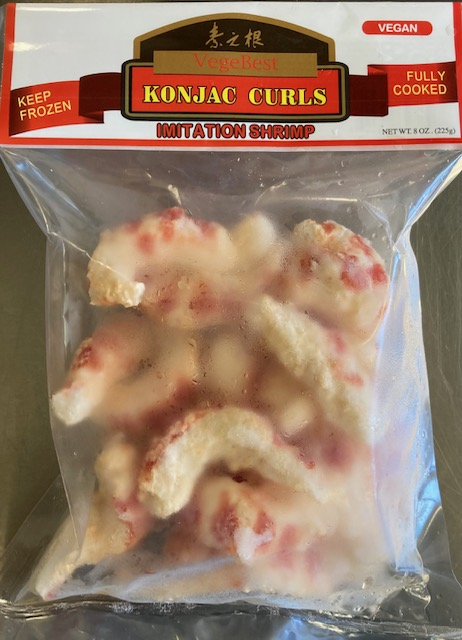 素之根
VegeBest
VEGAN
KEEP
FROZEN
KONJAC CURLS
FULLY
COOKED
IMITATION SHRIMP
NET WT. 8 OZ. (225g)